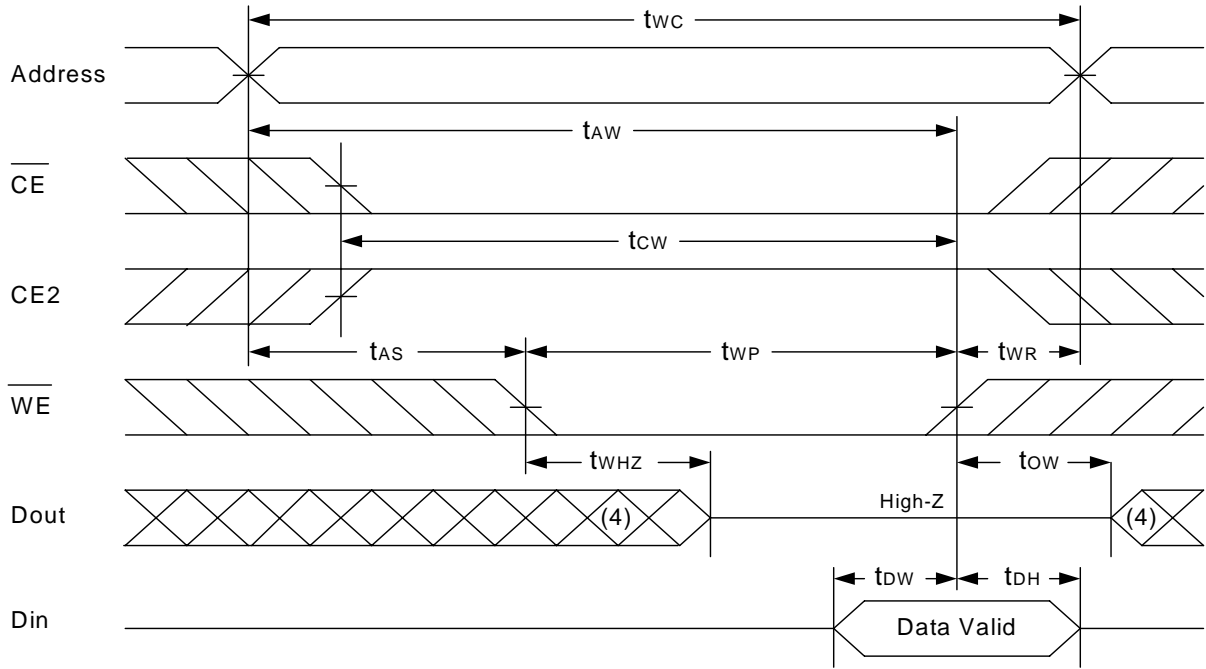 tWC
Address
tAW
CE
tCW
CE2
tAS tWP tWR
WE
tWHZ tOW
Dout (4) High-Z (4)
tDW tDH
Din Data Valid